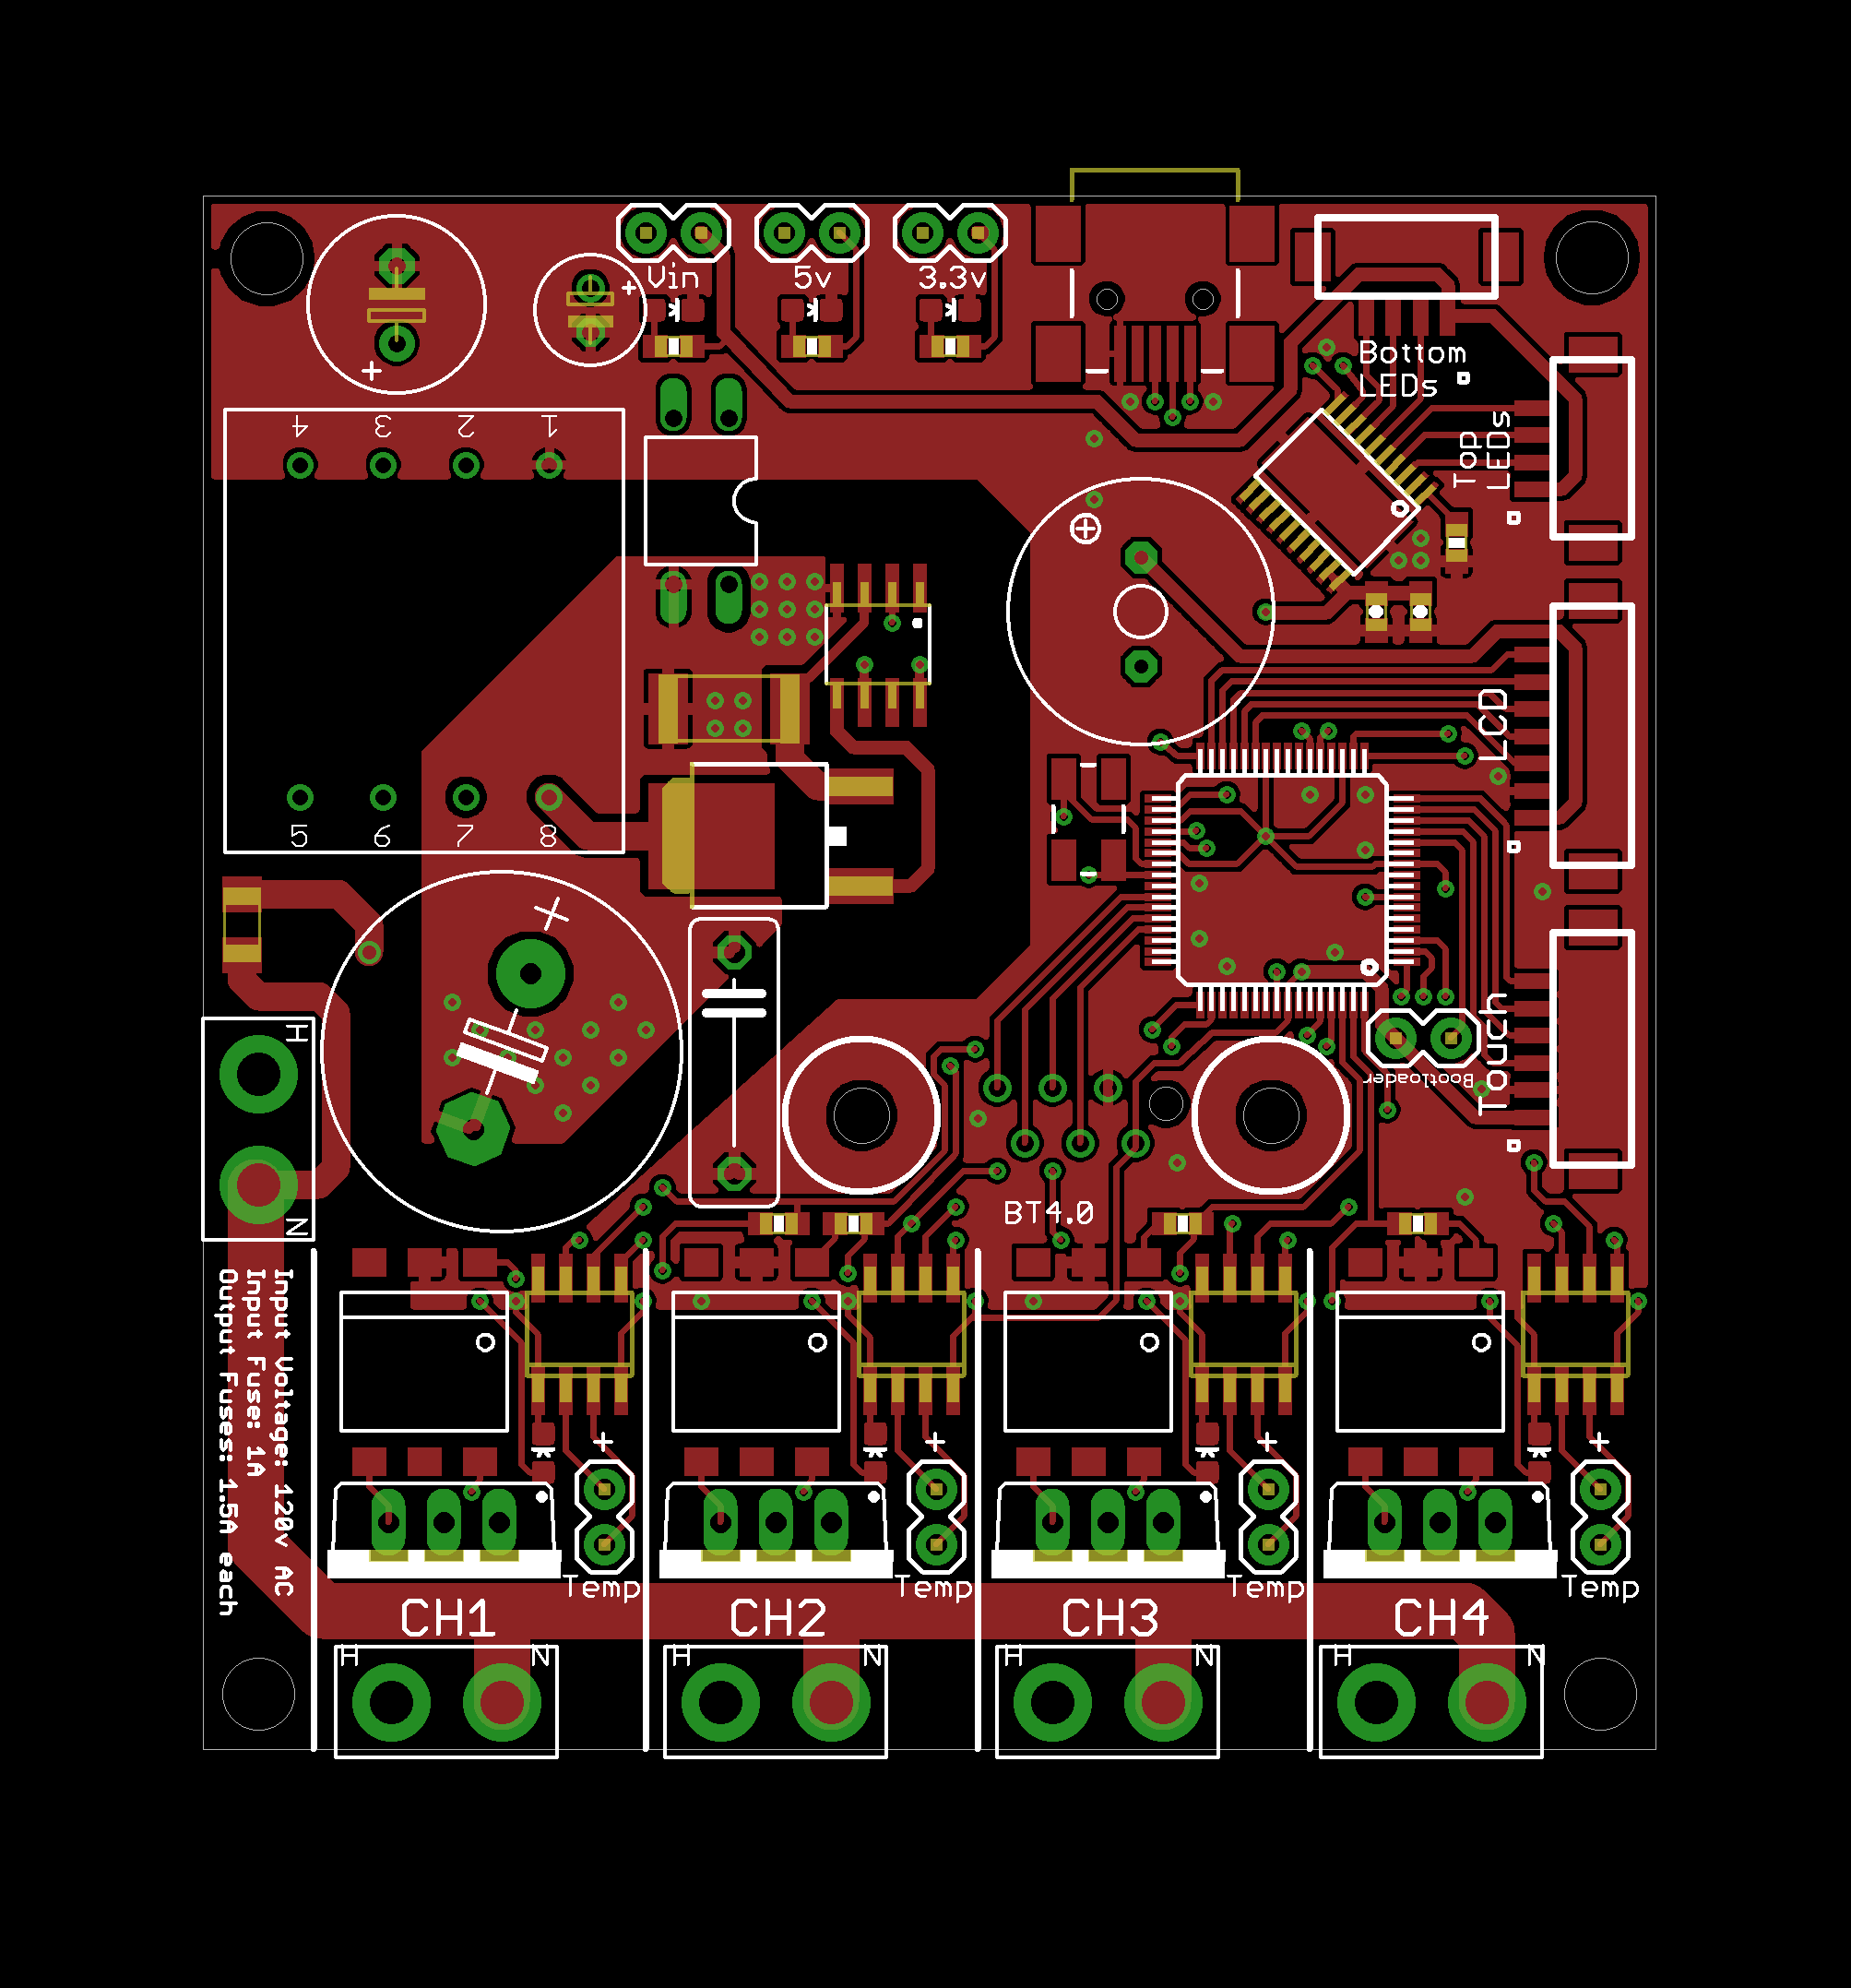 Vin 5v 3.3v
Bottom
LEDs
Top
LEDs
4 3 2 1
LCD
5 6 7 8
H
N
Touch
Bootloader
BT4.0
Input Voltage: 120v AC
Input Fuse: 1A
Output Fuses: 1.5A each
+ + + +
Temp Temp Temp Temp
CH1 CH2 CH3 CH4
H N H N H N H N